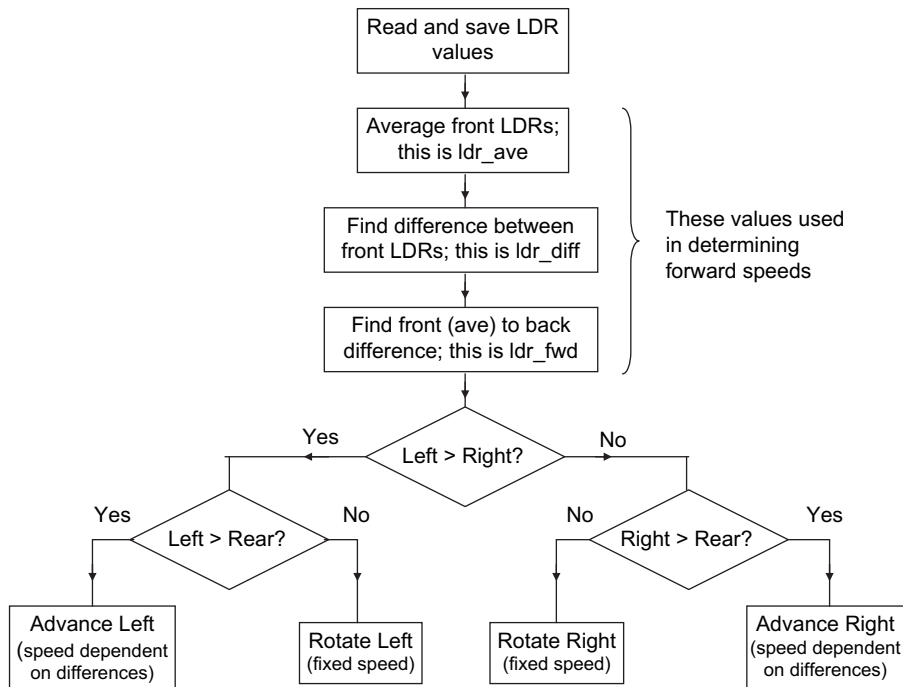 Read and save LDR
values
Average front LDRs;
this is ldr_ave
Find difference between
front LDRs; this is ldr_diff
These values used
in determining
forward speeds
Find front (ave) to back
difference; this is ldr_fwd
Yes
Left > Right?
No
Yes
Left > Rear?
No
No
Right > Rear?
Yes
Advance Left
(speed dependent
on differences)
Rotate Left
(fixed speed)
Rotate Right
(fixed speed)
Advance Right
(speed dependent
on differences)